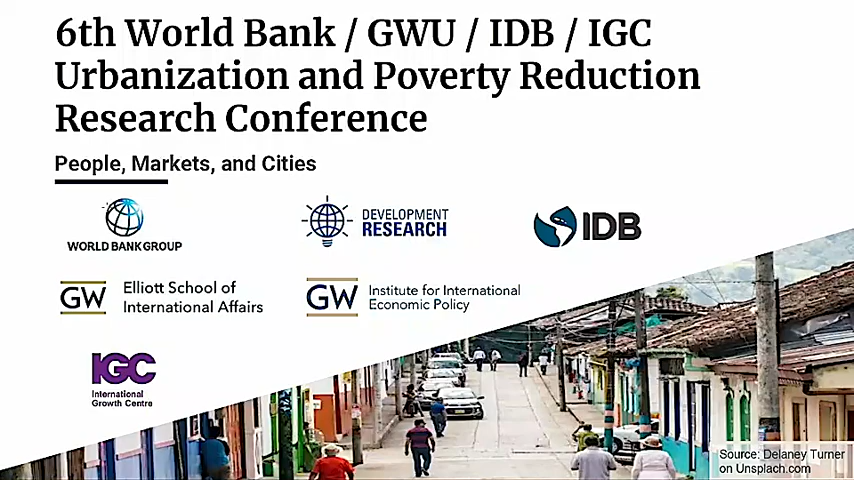 6th World Bank / GWU / IDB / IGC
Urbanization and Poverty Reduction
Research Conference
People, Markets, and Cities
WORLD BANK GROUP
DEVELOPMENT
RESEARCH
IDB
GW
Elliott School of
International Affairs
GW
Institute for International
Economic Policy
IGC
International
Growth Centre
Source: Delaney Turner
on Unsplach.com